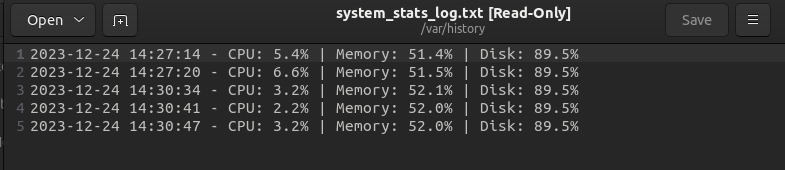 Open
system_stats_log.txt [Read-Only]
/var/history
Save
1 2023-12-24 14:27:14 - CPU: 5.4% | Memory: 51.4% | Disk: 89.5%
2 2023-12-24 14:27:20 - CPU: 6.6% | Memory: 51.5% | Disk: 89.5%
3 2023-12-24 14:30:34 - CPU: 3.2% | Memory: 52.1% | Disk: 89.5%
4 2023-12-24 14:30:41 - CPU: 2.2% | Memory: 52.0% | Disk: 89.5%
5 2023-12-24 14:30:47 - CPU: 3.2% | Memory: 52.0% | Disk: 89.5%